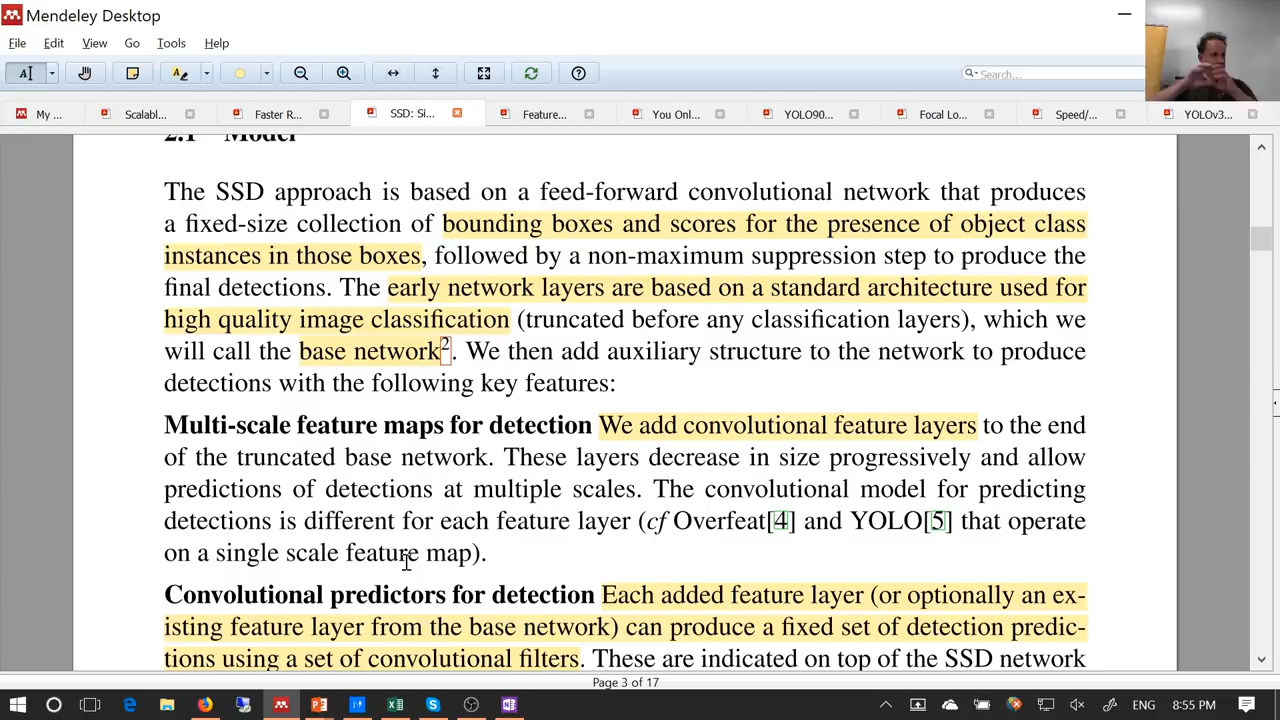 Mendeley Desktop
File Edit View Go Tools Help
Search...
My ... Scalabl... Faster R... SSD: Si... Feature... You Onl... YOLO90... Focal Lo... Speed/... YOLOv3...
2.1 Model
The SSD approach is based on a feed-forward convolutional network that produces
a fixed-size collection of bounding boxes and scores for the presence of object class
instances in those boxes, followed by a non-maximum suppression step to produce the
final detections. The early network layers are based on a standard architecture used for
high quality image classification (truncated before any classification layers), which we
will call the base network2. We then add auxiliary structure to the network to produce
detections with the following key features:
Multi-scale feature maps for detection We add convolutional feature layers to the end
of the truncated base network. These layers decrease in size progressively and allow
predictions of detections at multiple scales. The convolutional model for predicting
detections is different for each feature layer (cf Overfeat[4] and YOLO[5] that operate
on a single scale feature map).
Convolutional predictors for detection Each added feature layer (or optionally an ex-
isting feature layer from the base network) can produce a fixed set of detection predic-
tions using a set of convolutional filters. These are indicated on top of the SSD network
Page 3 of 17
ENG 8:55 PM